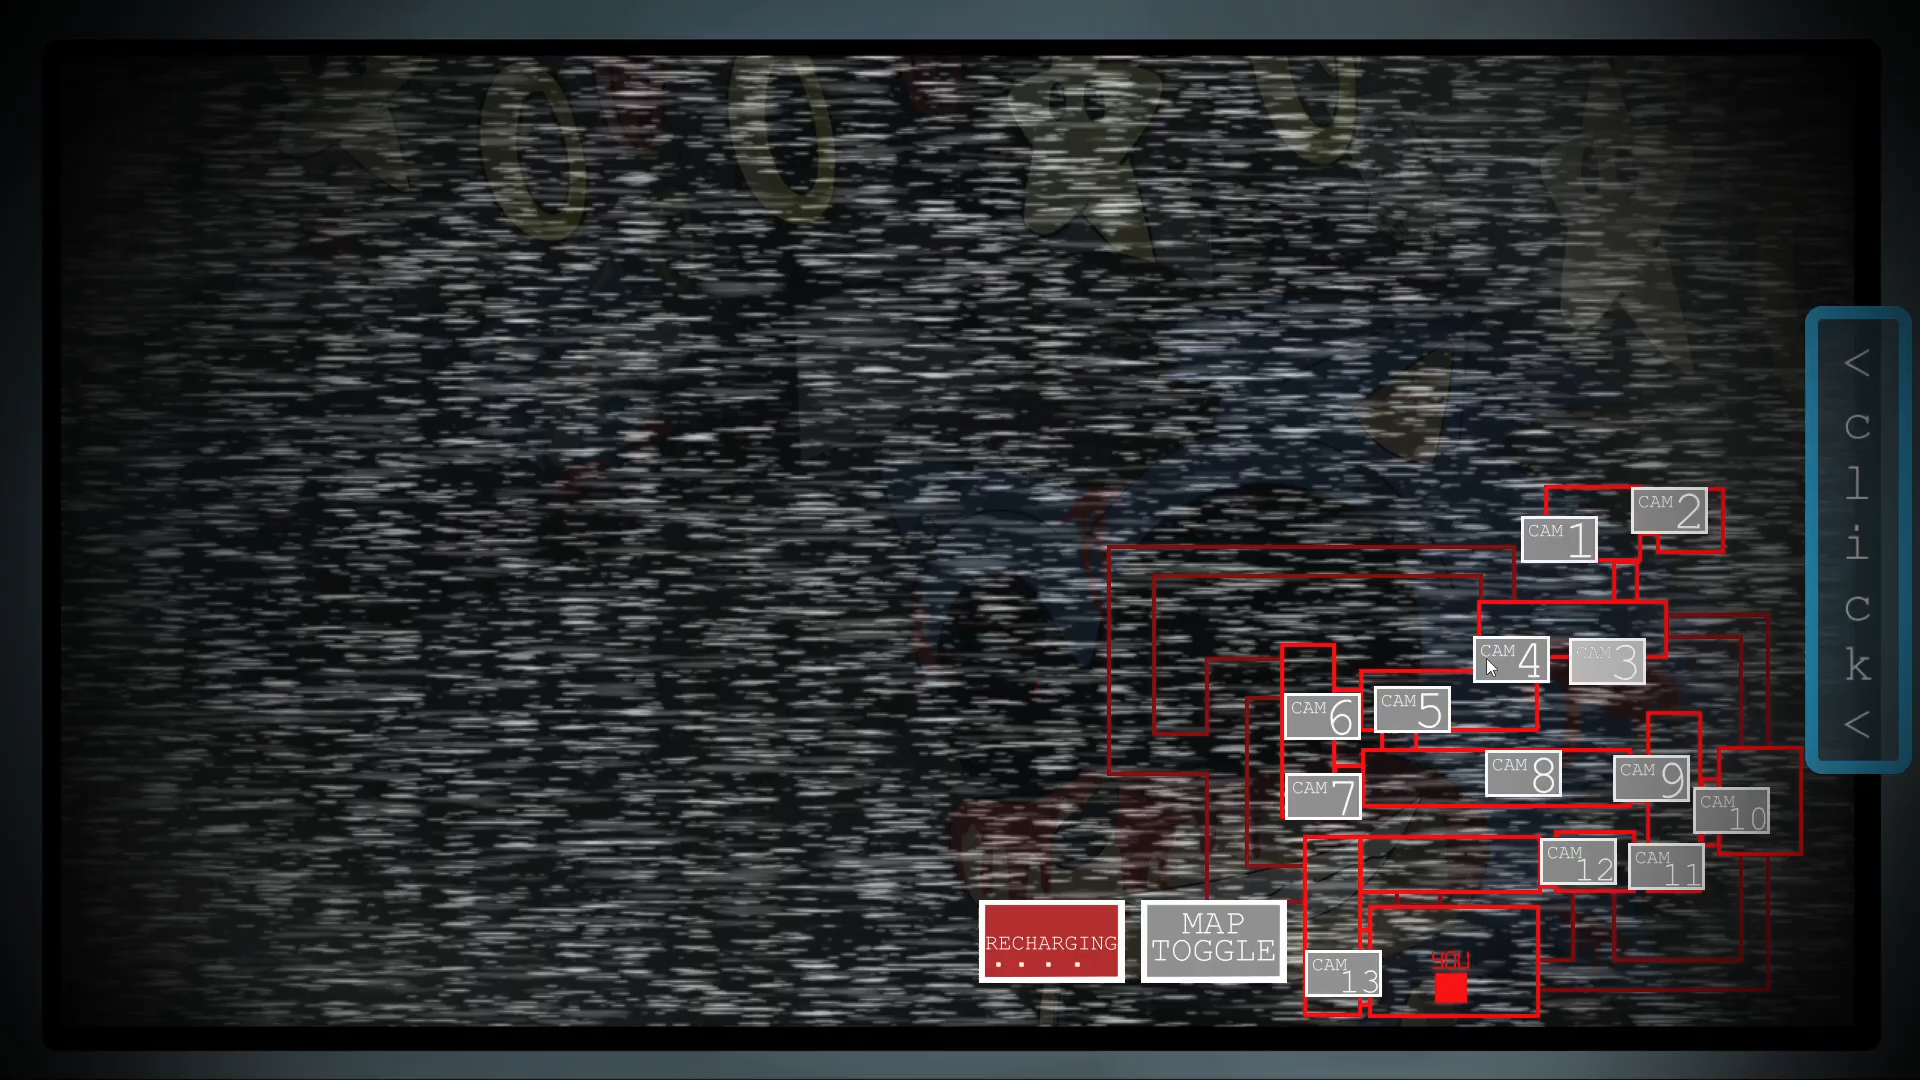 CAM 2
CAM 1
CAM 4
CAM 3
CAM 6
CAM 5
CAM 8
CAM 9
CAM 7
CAM 10
CAM 12
CAM 11
RECHARGING
. . . .
MAP
TOGGLE
CAM 13
YOU
<
c
l
i
c
k
<